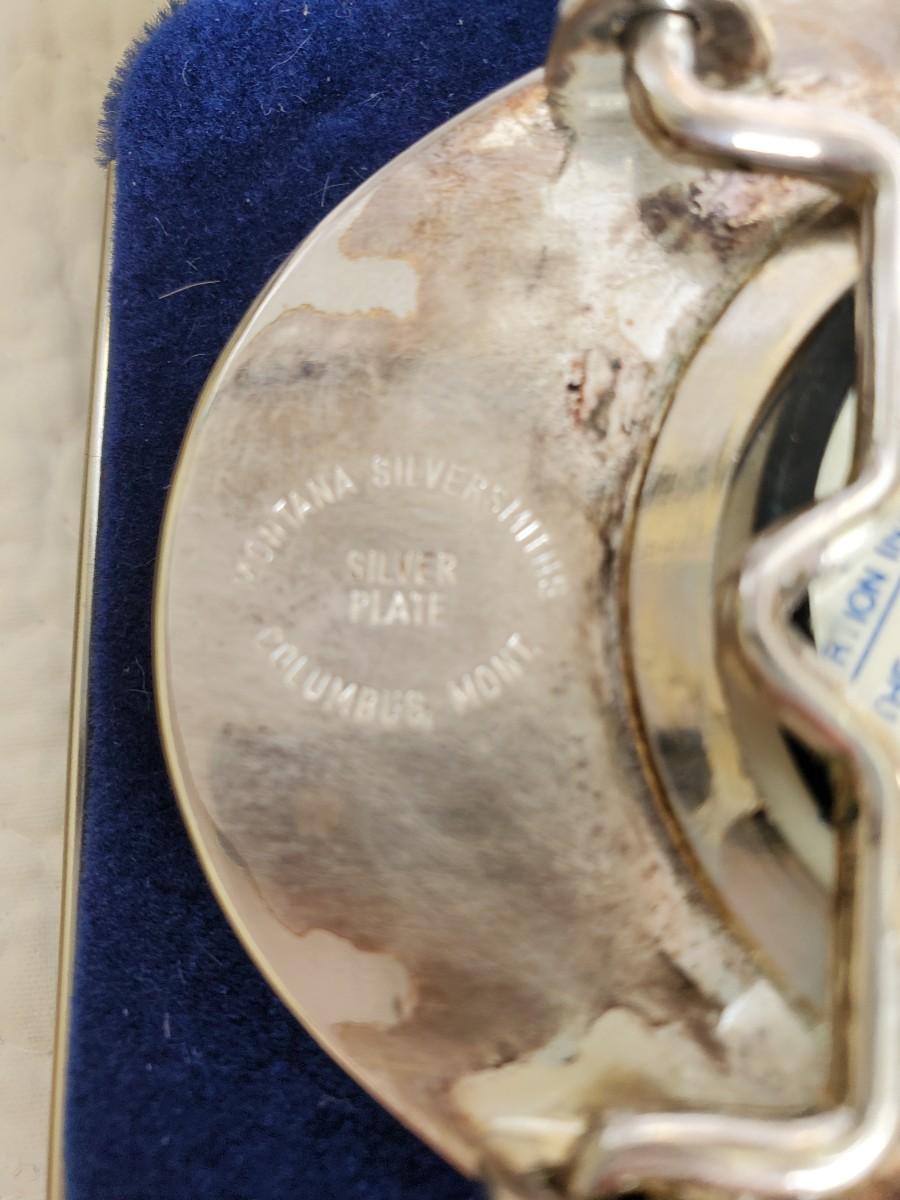 MONTANA SILVERSMITHS
SILVER
PLATE
COLUMBUS, MONT.